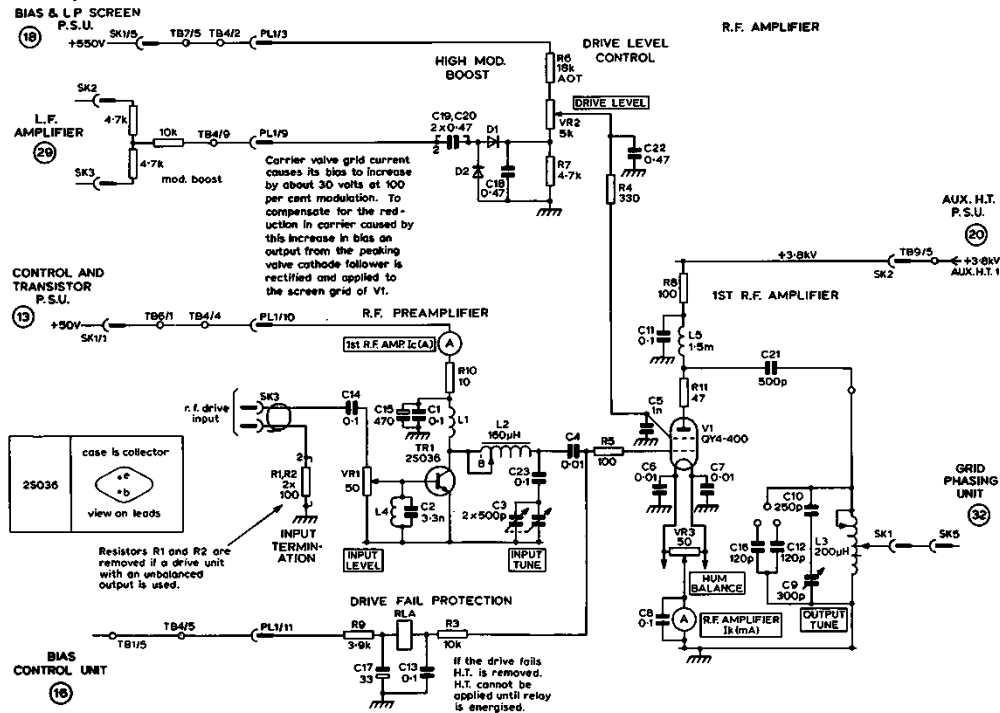 BIAS & L P SCREEN
P.S.U.
18
+550V
SK1/5
TB7/5
TB4/2
PL1/3
R.F. AMPLIFIER
HIGH MOD.
BOOST
DRIVE LEVEL
CONTROL
R6
18k
AOT
DRIVE LEVEL
VR2
5k
SK2
4·7k
L.F.
AMPLIFIER
29
10k
TB4/9
PL1/9
4·7k
SK3
mod. boost
C19, C20
2 x 0·47
2
D1
D2
C18
0·47
R7
4·7k
C22
0·47
R4
330
Carrier valve grid current
causes its bias to increase
by about 30 volts at 100
per cent modulation. To
compensate for the red-
uction in carrier caused by
this increase in bias an
output from the peaking
valve cathode follower is
rectified and applied to
the screen grid of V1.
AUX. H.T.
P.S.U.
20
+3·8kV
SK2
TB9/5
+3·8kV
AUX. H.T. 1
CONTROL AND
TRANSISTOR
P.S.U.
13
+50V
SK1/1
TB6/1
TB4/4
PL1/10
R.F. PREAMPLIFIER
1st R.F. AMP. Ic(A)
A
R10
10
R8
100
1ST R.F. AMPLIFIER
C11
0·1
L5
1·5m
C21
500p
R11
47
r.f. drive
input
SK3
C14
0·1
C15
470
C1
0·1
L1
L2
160µH
B
TR1
2S036
C4
0·01
R5
100
C5
1n
V1
QY4-400
2S036
case is collector
e
b
view on leads
2
R1,R2
2x
100
INPUT
TERMIN-
ATION
VR1
50
L4
C2
3·3n
C23
0·1
C3
2 x 500p
INPUT
LEVEL
INPUT
TUNE
C6
0·01
C7
0·01
VR3
50
HUM
BALANCE
C10
250p
C16
120p
C12
120p
L3
200µH
C9
300p
OUTPUT
TUNE
SK1
SK5
GRID
PHASING
UNIT
32
Resistors R1 and R2 are
removed if a drive unit
with an unbalanced
output is used.
DRIVE FAIL PROTECTION
RLA
R9
3·9k
R3
10k
C17
33
C13
0·1
TB1/5
TB4/5
PL1/11
BIAS
CONTROL UNIT
16
If the drive fails
H.T. is removed.
H.T. cannot be
applied until relay
is energised.
C8
0·1
A
R.F. AMPLIFIER
Ik (mA)